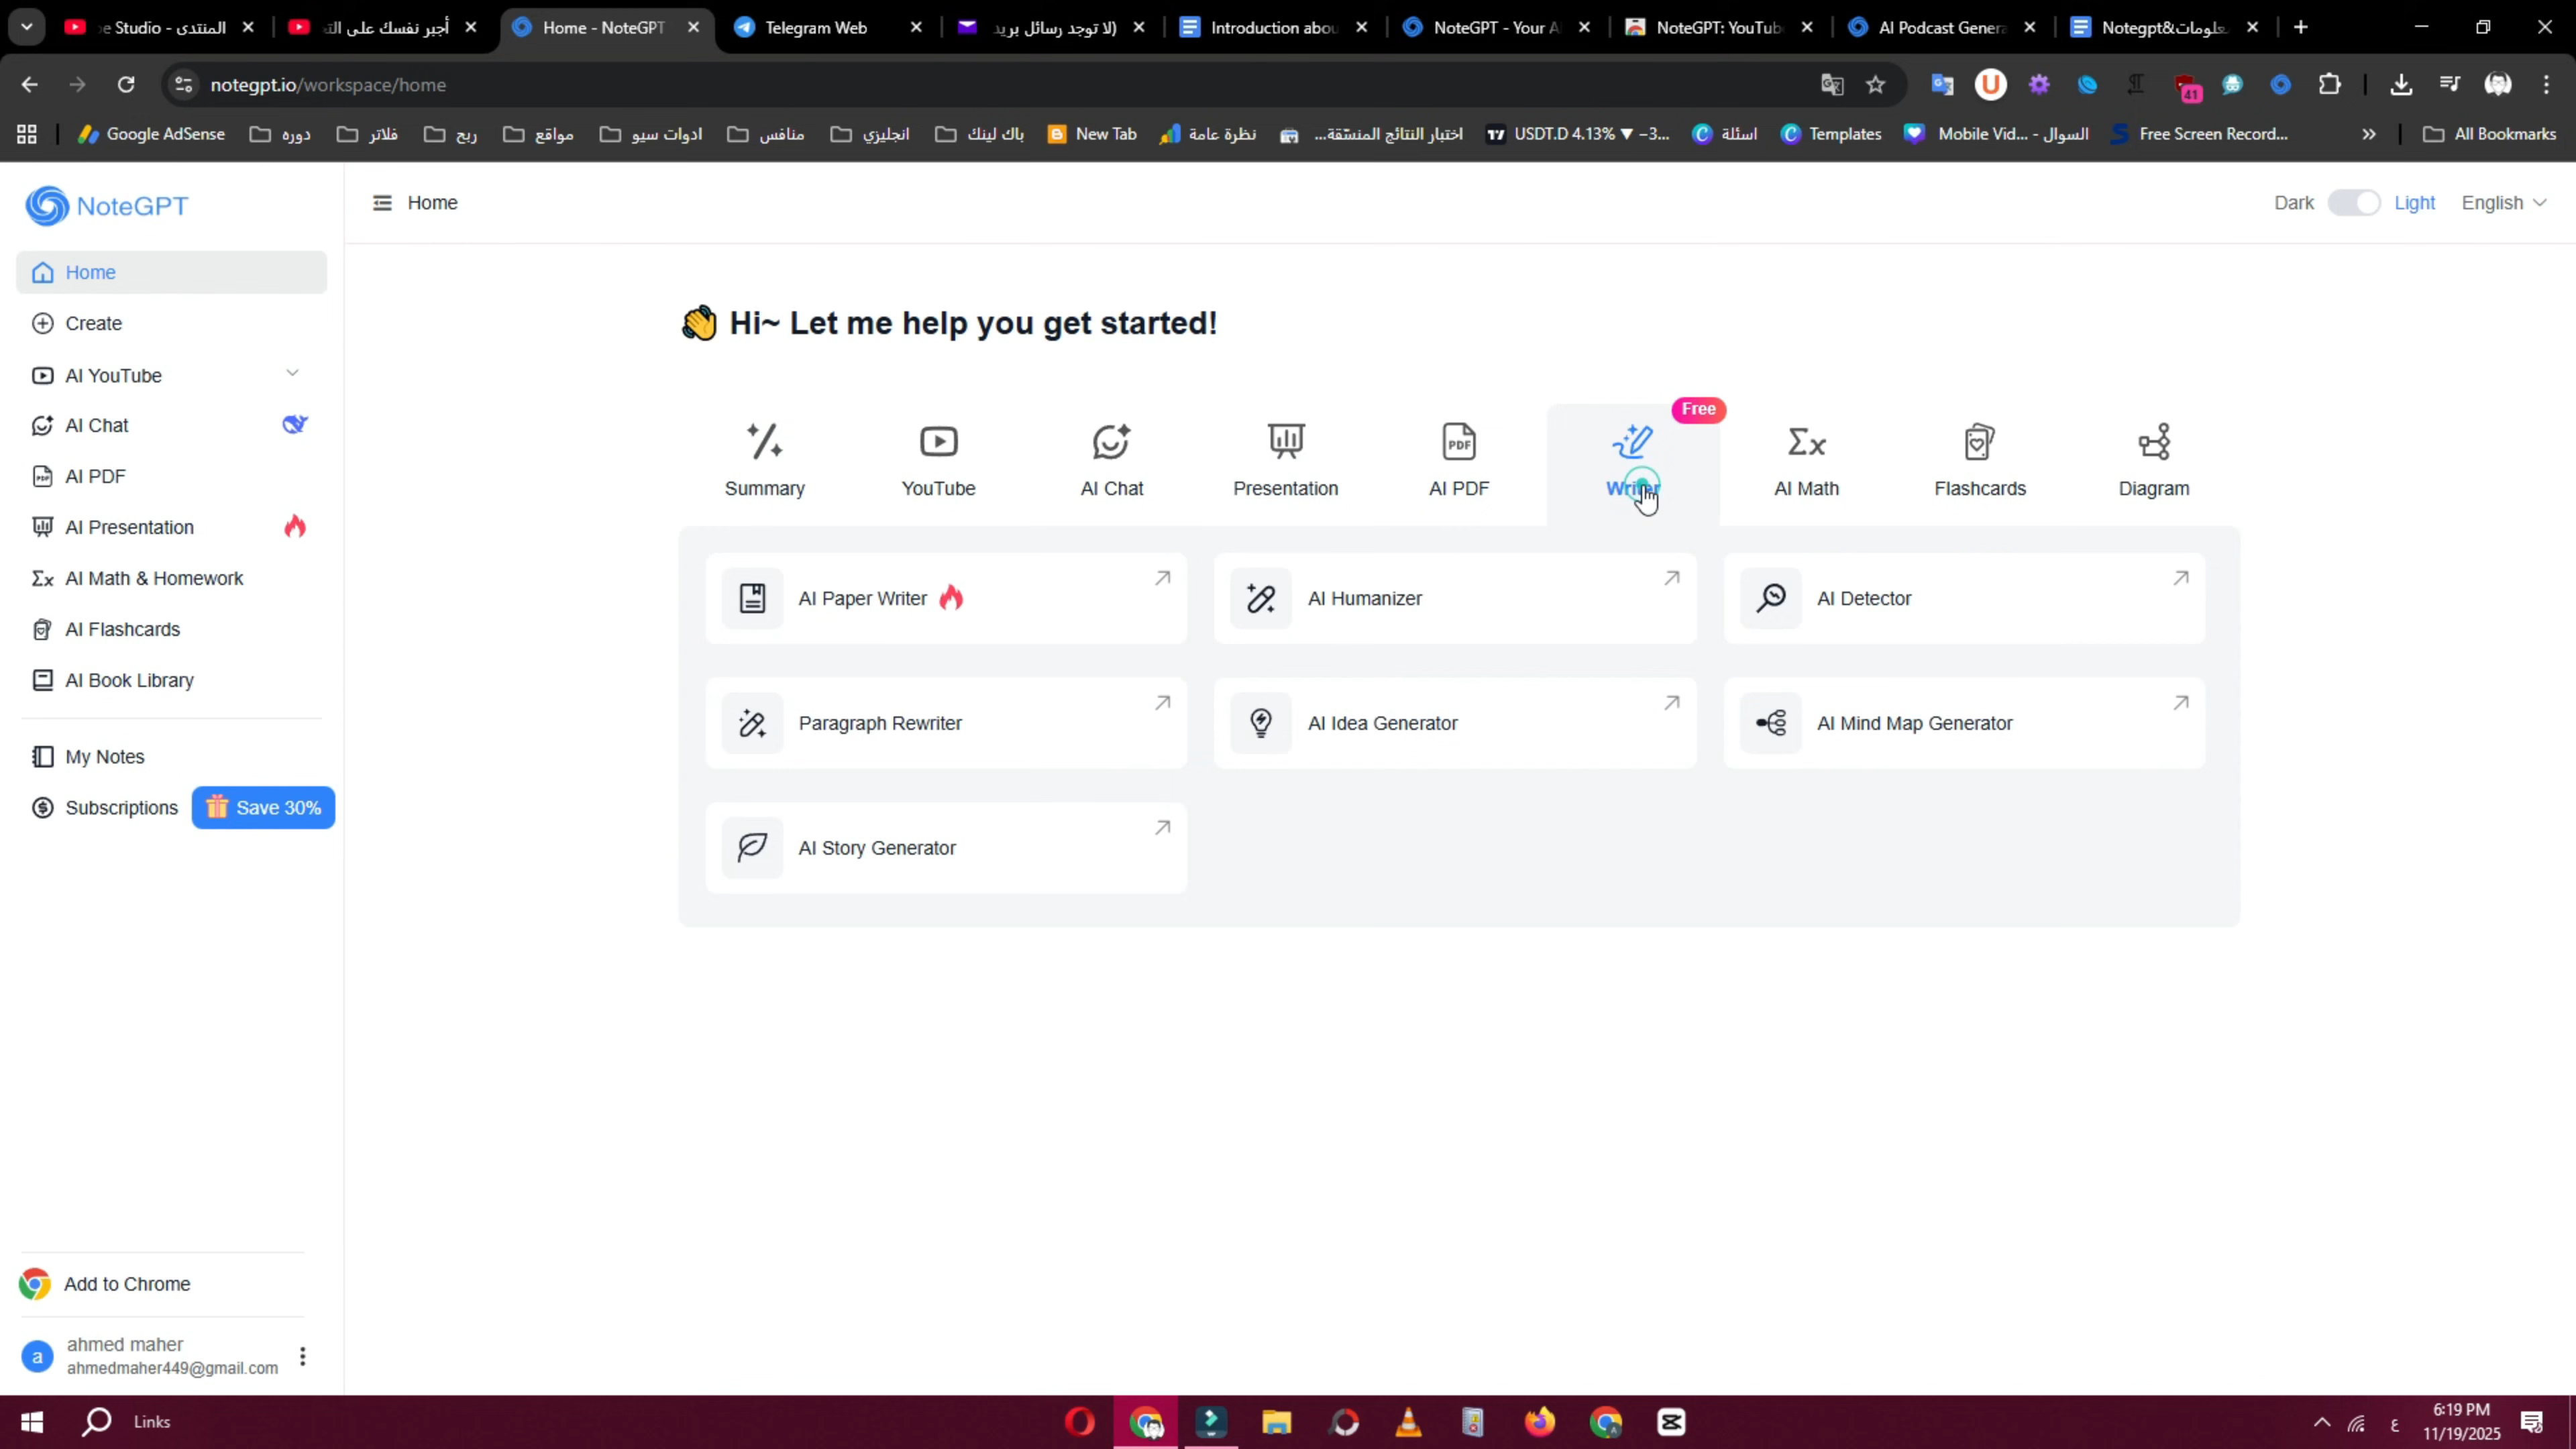 e Studio - المنتدى
أجبر نفسك على الت
Home - NoteGPT
Telegram Web
(لا توجد رسائل بريد
Introduction abou
NoteGPT - Your A
NoteGPT: YouTub
AI Podcast Genera
Notegpt&معلومات
notegpt.io/workspace/home
41
Google AdSense
دوره
فلاتر
ربح
مواقع
ادوات سيو
منافس
انجليزي
باك لينك
New Tab
نظرة عامة
اختبار النتائج المنسّقة...
USDT.D 4.13% ▼ −3...
اسئلة
Templates
Mobile Vid... - السوال
Free Screen Record...
All Bookmarks
NoteGPT
Home
Dark
Light
English
Home
Create
AI YouTube
AI Chat
AI PDF
AI Presentation
AI Math & Homework
AI Flashcards
AI Book Library
My Notes
Subscriptions
Save 30%
Hi~ Let me help you get started!
Free
Summary
YouTube
AI Chat
Presentation
AI PDF
Writer
AI Math
Flashcards
Diagram
AI Paper Writer
AI Humanizer
AI Detector
Paragraph Rewriter
AI Idea Generator
AI Mind Map Generator
AI Story Generator
Add to Chrome
a
ahmed maher
ahmedmaher449@gmail.com
Links
ع
6:19 PM
11/19/2025